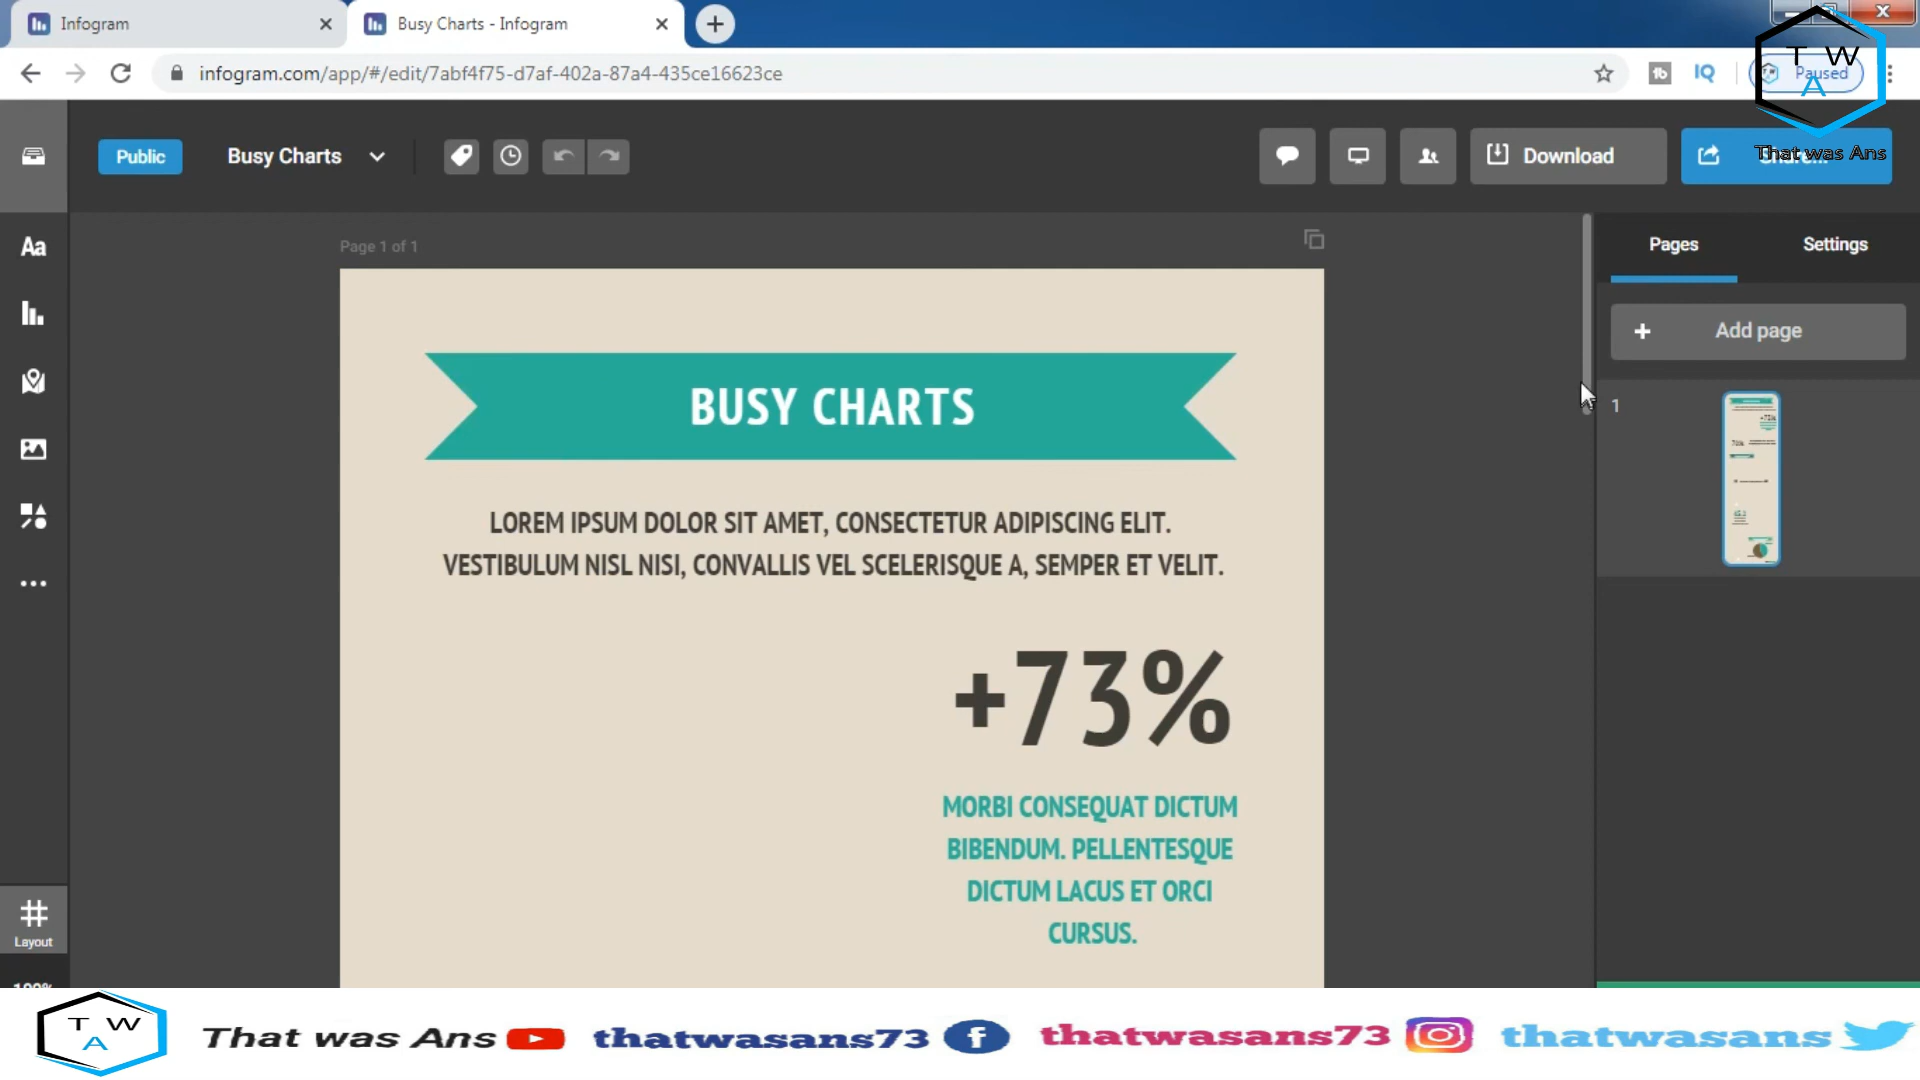 Infogram
Busy Charts - Infogram
infogram.com/app/#/edit/7abf4f75-d7af-402a-87a4-435ce16623ce
IQ
Paused
T W
A
That was Ans
Public
Busy Charts
Download
Page 1 of 1
Pages
Settings
Add page
1
Aa
Layout
BUSY CHARTS
LOREM IPSUM DOLOR SIT AMET, CONSECTETUR ADIPISCING ELIT.
VESTIBULUM NISL NISI, CONVALLIS VEL SCELERISQUE A, SEMPER ET VELIT.
+73%
MORBI CONSEQUAT DICTUM
BIBENDUM. PELLENTESQUE
DICTUM LACUS ET ORCI
CURSUS.
T W
A
That was Ans
thatwasans73
thatwasans73
thatwasans